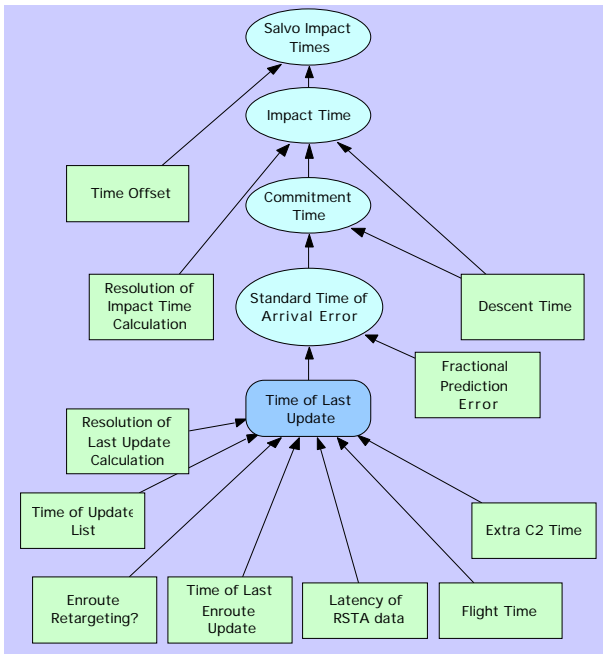 Salvo Impact
Times
Impact Time
Time Offset
Commitment
Time
Resolution of
Impact Time
Calculation
Standard Time of
Arrival Error
Descent Time
Fractional
Prediction
Error
Time of Last
Update
Resolution of
Last Update
Calculation
Time of Update
List
Extra C2 Time
Enroute
Retargeting?
Time of Last
Enroute
Update
Latency of
RSTA data
Flight Time